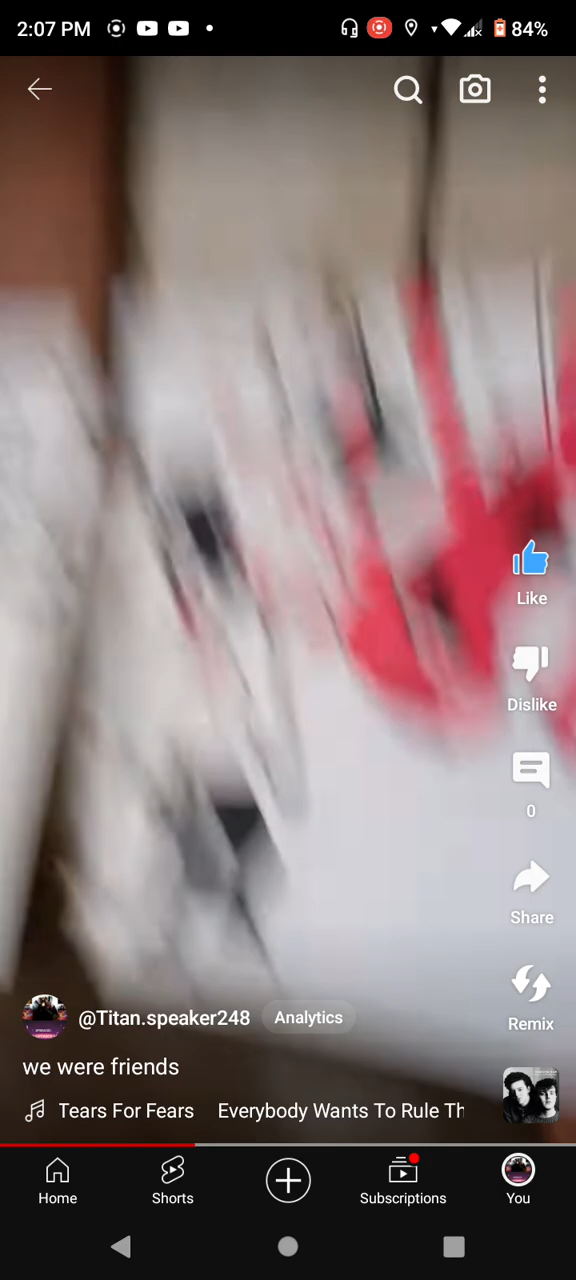 2:07 PM
84%
Like
Dislike
0
Share
Remix
@Titan.speaker248 Analytics
we were friends
Tears For Fears Everybody Wants To Rule Th
Home Shorts Subscriptions You